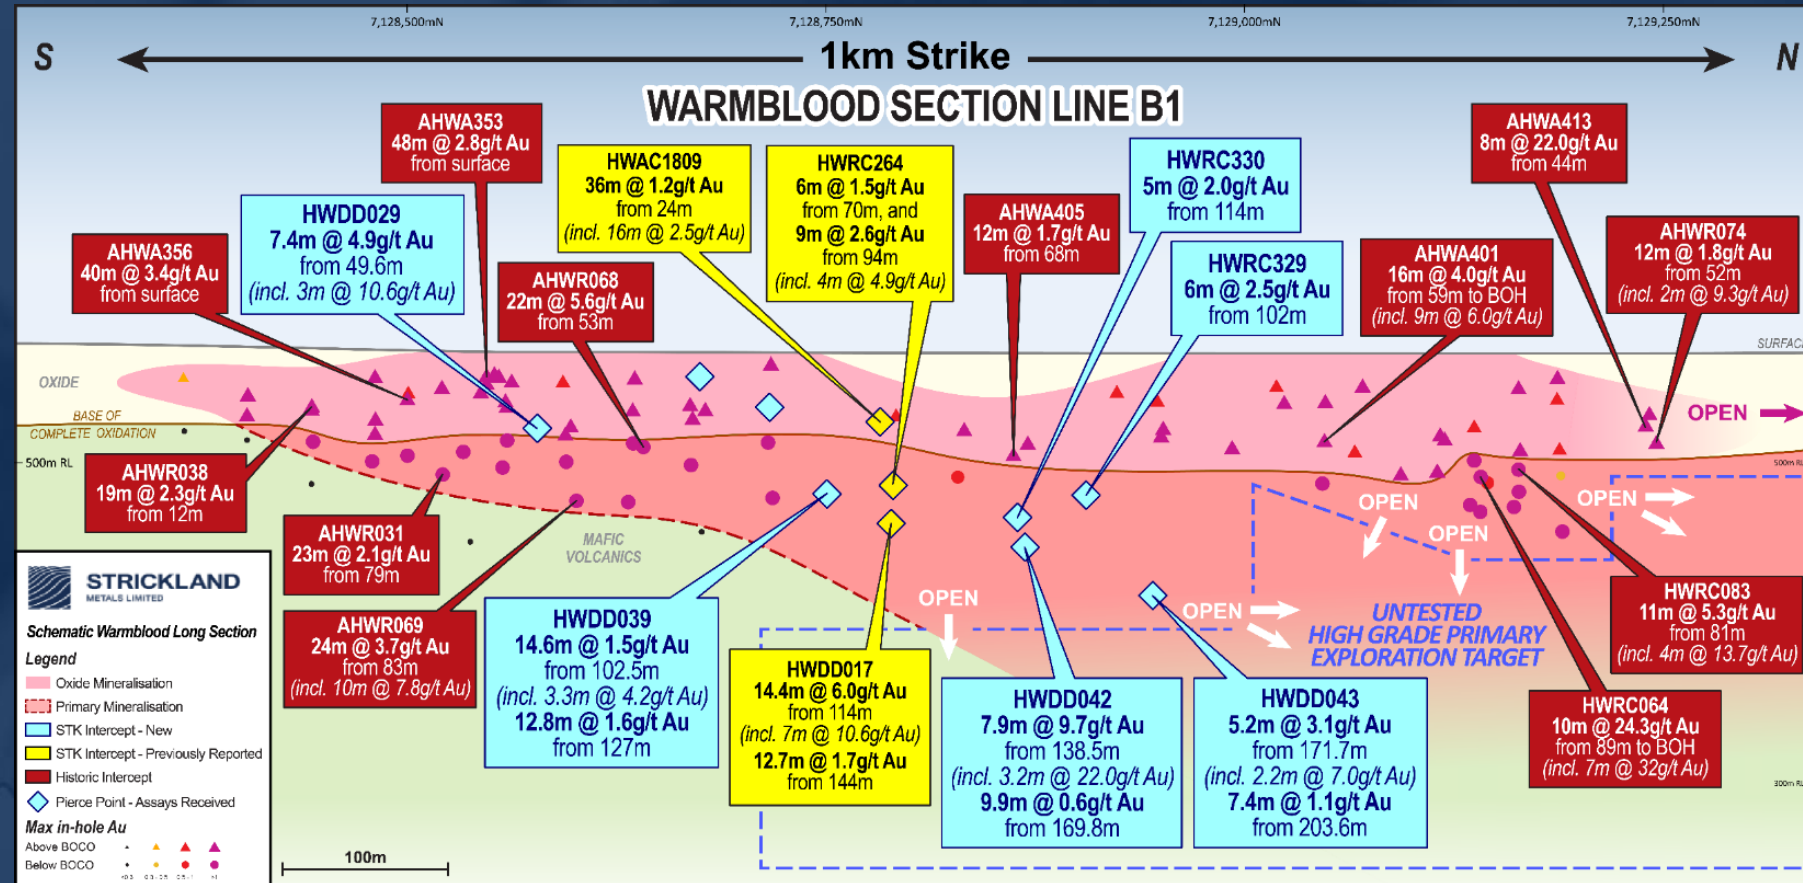 7,128,500mN
7,128,750mN
7,129,000mN
7,129,250mN
S
1km Strike
N
WARMBLOOD SECTION LINE B1
AHWA353
48m @ 2.8g/t Au
from surface
HWDD029
7.4m @ 4.9g/t Au
from 49.6m
(incl. 3m @ 10.6g/t Au)
AHWA356
40m @ 3.4g/t Au
from surface
AHWR068
22m @ 5.6g/t Au
from 53m
HWAC1809
36m @ 1.2g/t Au
from 24m
(incl. 16m @ 2.5g/t Au)
HWRC264
6m @ 1.5g/t Au
from 70m, and
9m @ 2.6g/t Au
from 94m
(incl. 4m @ 4.9g/t Au)
AHWA405
12m @ 1.7g/t Au
from 68m
HWRC330
5m @ 2.0g/t Au
from 114m
HWRC329
6m @ 2.5g/t Au
from 102m
AHWA401
16m @ 4.0g/t Au
from 59m to BOH
(incl. 9m @ 6.0g/t Au)
AHWA413
8m @ 22.0g/t Au
from 44m
AHWR074
12m @ 1.8g/t Au
from 52m
(incl. 2m @ 9.3g/t Au)
SURFACE
OXIDE
BASE OF
COMPLETE OXIDATION
500m RL
OPEN
500m RL
AHWR038
19m @ 2.3g/t Au
from 12m
AHWR031
23m @ 2.1g/t Au
from 79m
AHWR069
24m @ 3.7g/t Au
from 83m
(incl. 10m @ 7.8g/t Au)
MAFIC
VOLCANICS
HWDD039
14.6m @ 1.5g/t Au
from 102.5m
(incl. 3.3m @ 4.2g/t Au)
12.8m @ 1.6g/t Au
from 127m
HWDD017
14.4m @ 6.0g/t Au
from 114m
(incl. 7m @ 10.6g/t Au)
12.7m @ 1.7g/t Au
from 144m
OPEN
HWDD042
7.9m @ 9.7g/t Au
from 138.5m
(incl. 3.2m @ 22.0g/t Au)
9.9m @ 0.6g/t Au
from 169.8m
OPEN
HWDD043
5.2m @ 3.1g/t Au
from 171.7m
(incl. 2.2m @ 7.0g/t Au)
7.4m @ 1.1g/t Au
from 203.6m
OPEN
OPEN
OPEN
UNTESTED
HIGH GRADE PRIMARY
EXPLORATION TARGET
HWRC083
11m @ 5.3g/t Au
from 81m
(incl. 4m @ 13.7g/t Au)
HWRC064
10m @ 24.3g/t Au
from 89m to BOH
(incl. 7m @ 32g/t Au)
300m RL
STRICKLAND
METALS LIMITED
Schematic Warmblood Long Section
Legend
Oxide Mineralisation
Primary Mineralisation
STK Intercept - New
STK Intercept - Previously Reported
Historic Intercept
Pierce Point - Assays Received
Max in-hole Au
Above BOCO
Below BOCO
100m